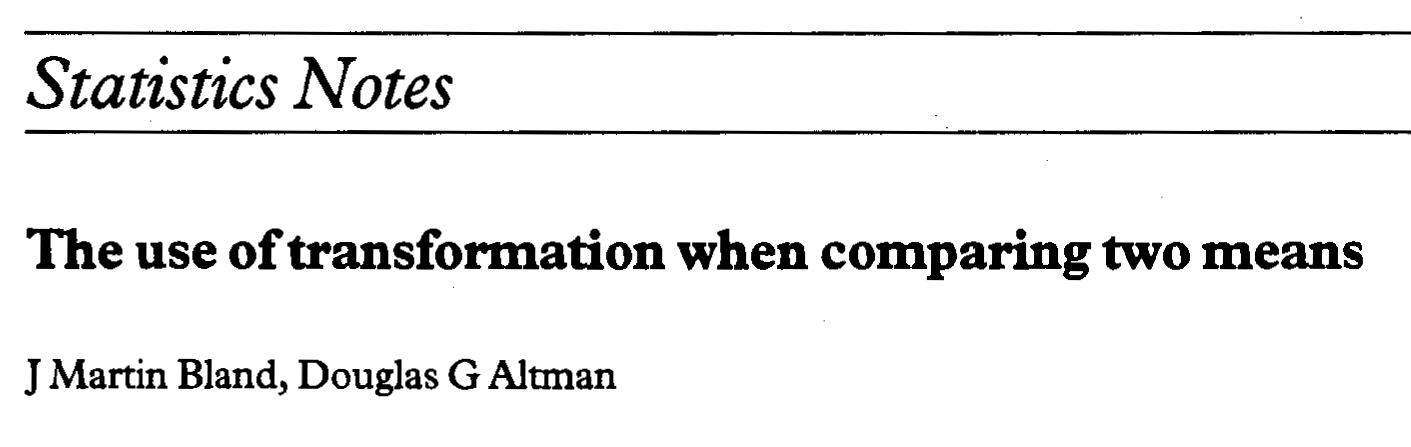 Statistics Notes
The use of transformation when comparing two means
J Martin Bland, Douglas G Altman